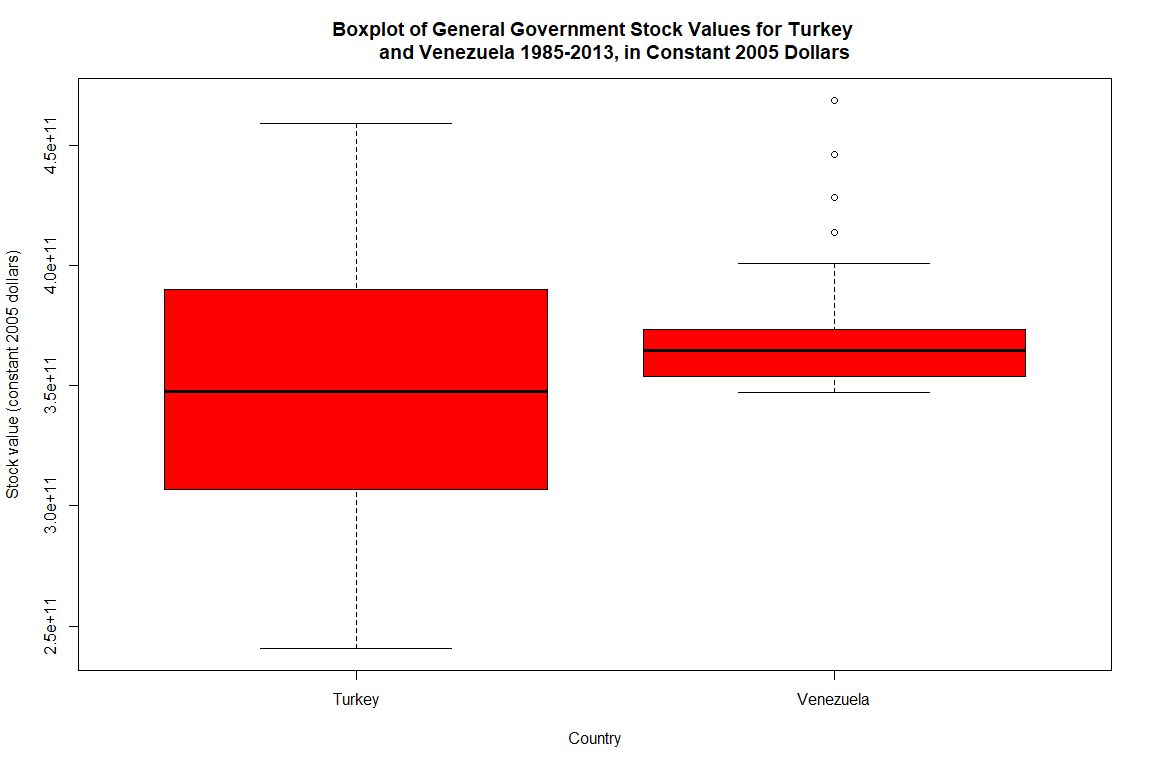 Boxplot of General Government Stock Values for Turkey
and Venezuela 1985-2013, in Constant 2005 Dollars
Stock value (constant 2005 dollars)
4.5e+11
4.0e+11
3.5e+11
3.0e+11
2.5e+11
Turkey
Venezuela
Country